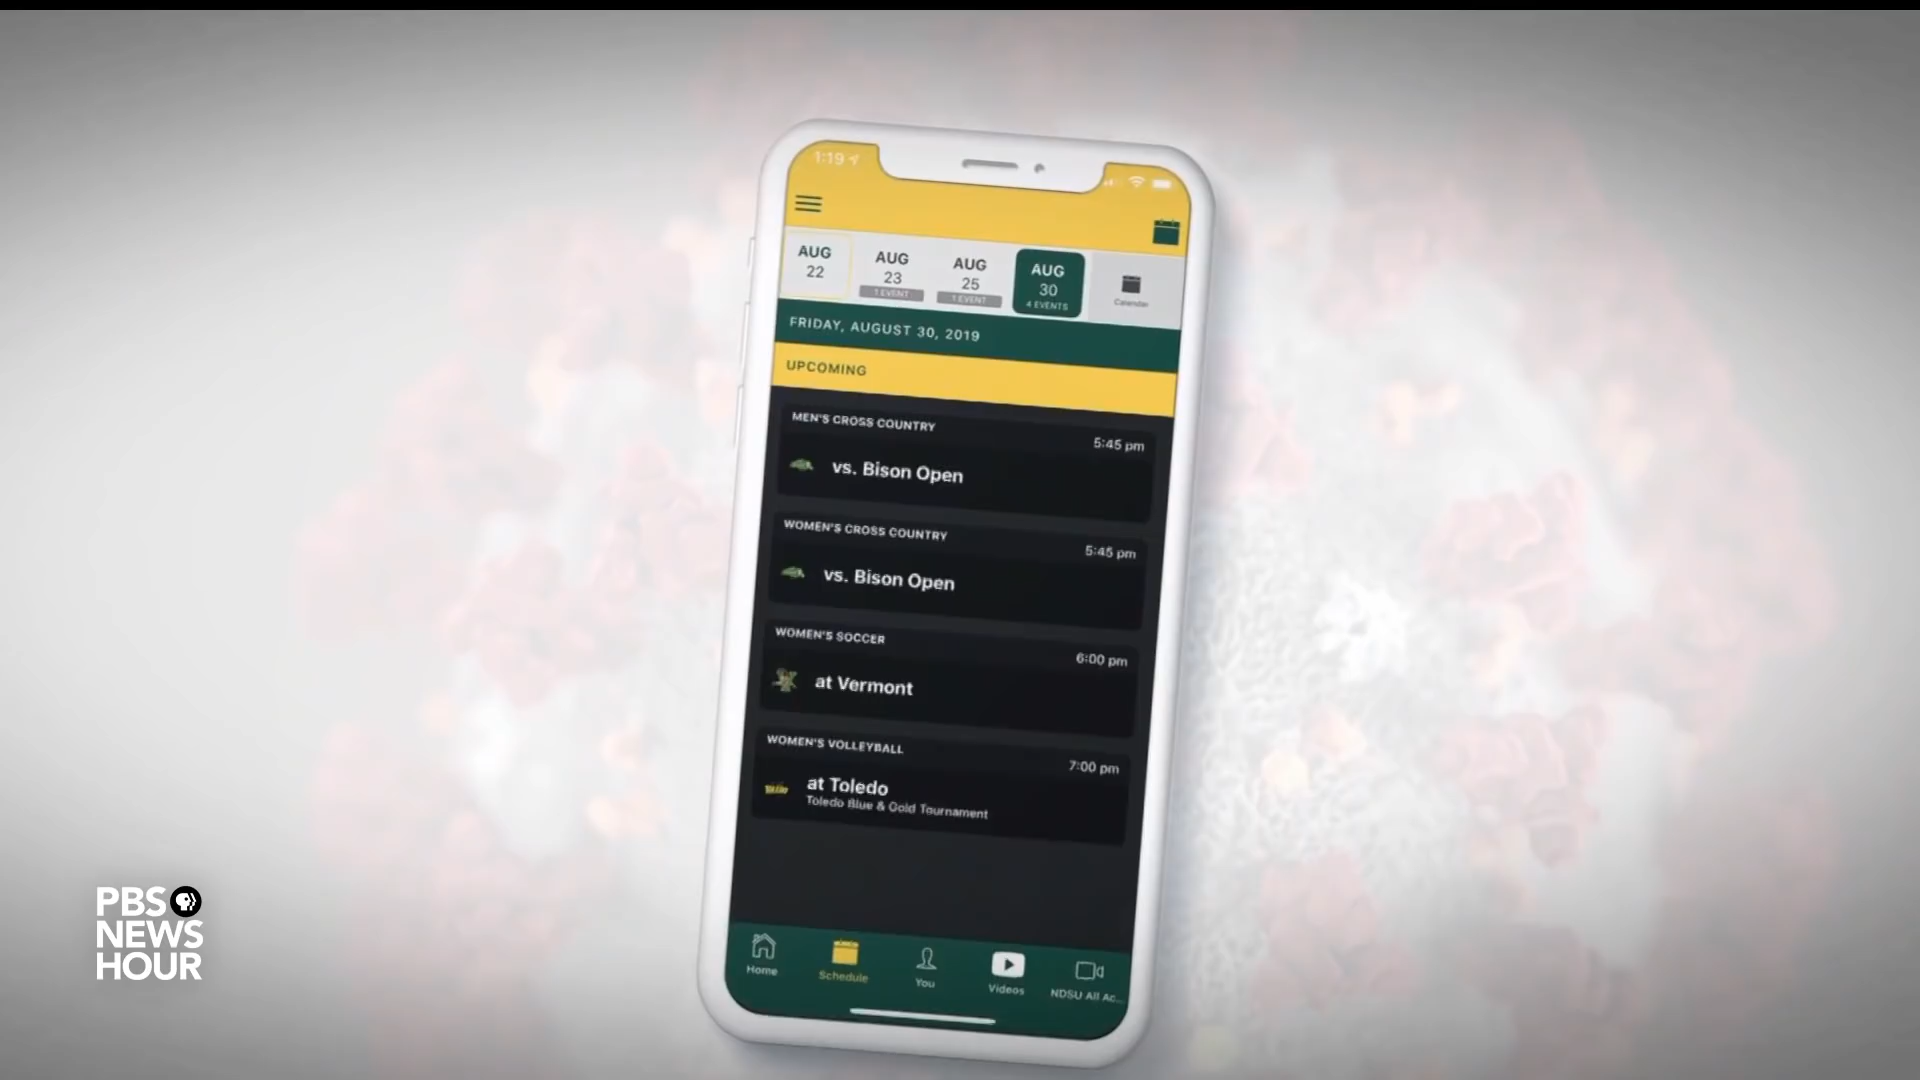 1:19
AUG
22
AUG
23
1 EVENT
AUG
25
1 EVENT
AUG
30
4 EVENTS
Calendar
FRIDAY, AUGUST 30, 2019
UPCOMING
MEN'S CROSS COUNTRY
5:45 pm
vs. Bison Open
WOMEN'S CROSS COUNTRY
5:45 pm
vs. Bison Open
WOMEN'S SOCCER
6:00 pm
at Vermont
WOMEN'S VOLLEYBALL
7:00 pm
at Toledo
Toledo Blue & Gold Tournament
Home
Schedule
You
Videos
NDSU All Ac...
PBS
NEWS
HOUR